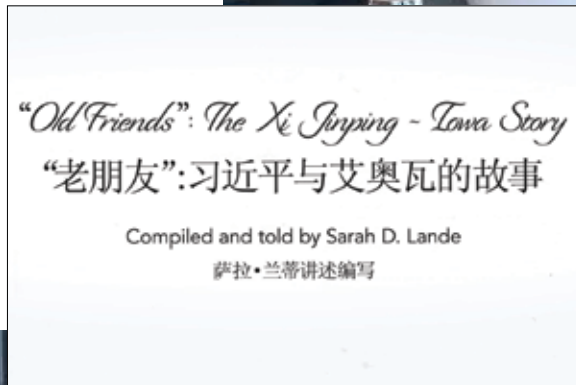 “Old Friends”: The Xi Jinping ~ Iowa Story
“老朋友”:习近平与艾奥瓦的故事
Compiled and told by Sarah D. Lande
萨拉•兰蒂讲述编写